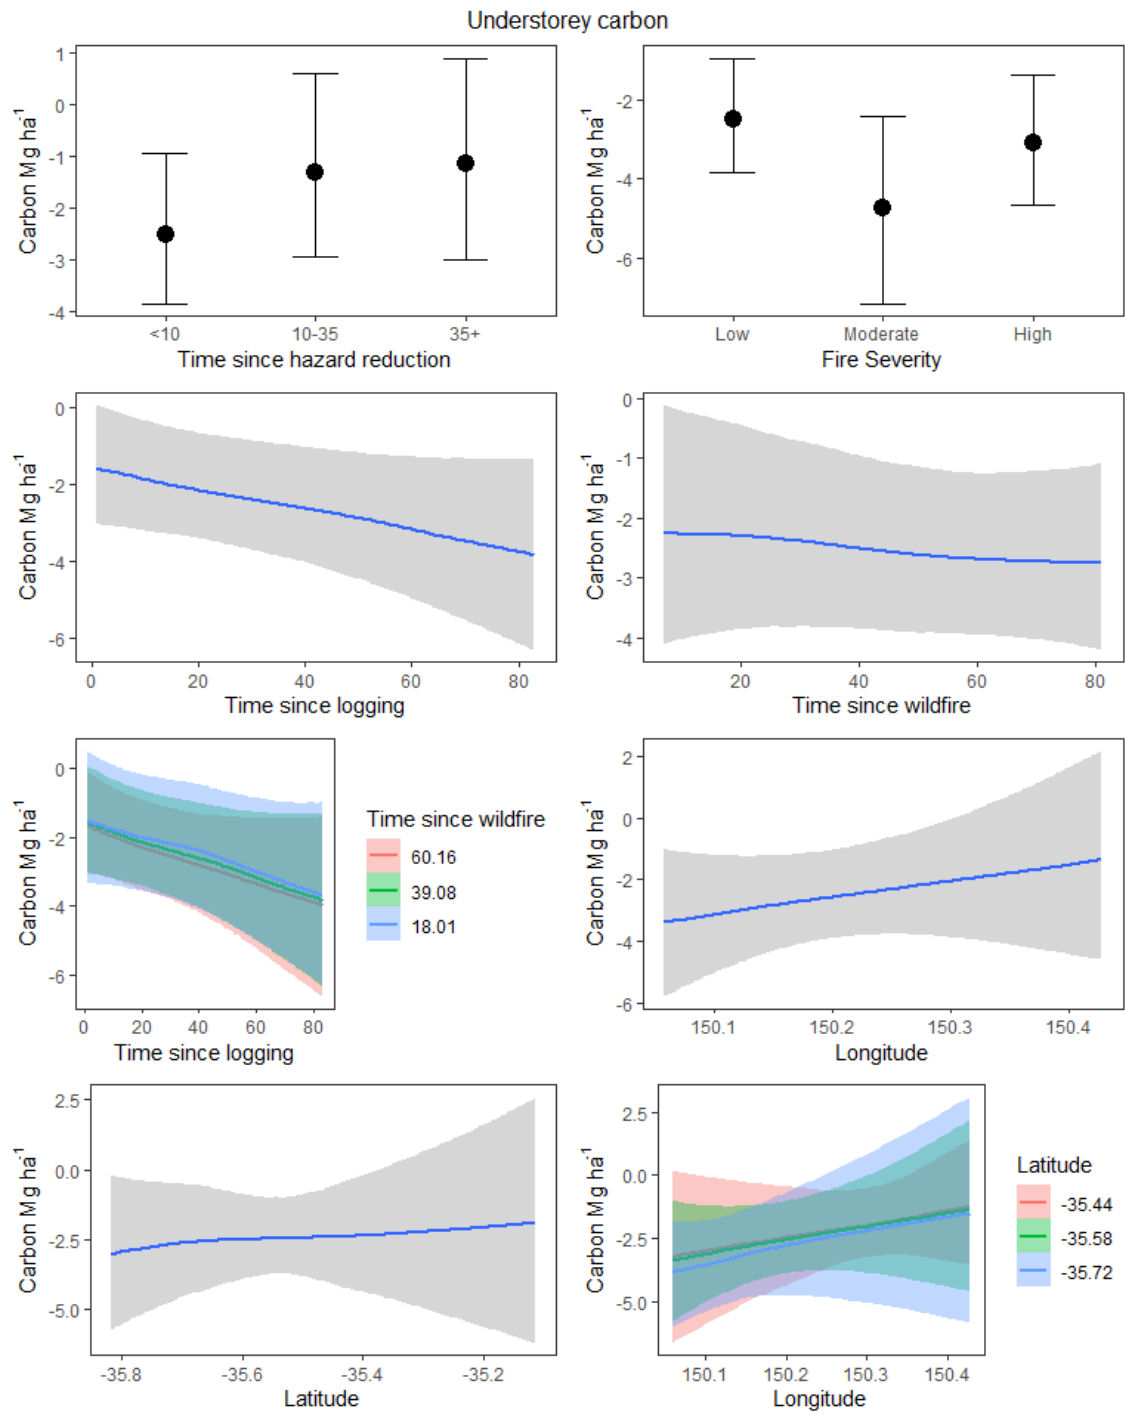 Understorey carbon
Carbon Mg ha⁻¹
1
0
-1
-2
-3
-4
<10 10-35 35+
Time since hazard reduction
Carbon Mg ha⁻¹
-2
-4
-6
Low Moderate High
Fire Severity
Carbon Mg ha⁻¹
0
-2
-4
-6
0 20 40 60 80
Time since logging
Carbon Mg ha⁻¹
0
-1
-2
-3
-4
20 40 60 80
Time since wildfire
Carbon Mg ha⁻¹
0
-2
-4
-6
0 20 40 60 80
Time since logging
Time since wildfire
60.16
39.08
18.01
Carbon Mg ha⁻¹
2
0
-2
-4
-6
150.1 150.2 150.3 150.4
Longitude
Carbon Mg ha⁻¹
2.5
0.0
-2.5
-5.0
-35.8 -35.6 -35.4 -35.2
Latitude
Carbon Mg ha⁻¹
2.5
0.0
-2.5
-5.0
150.1 150.2 150.3 150.4
Longitude
Latitude
-35.44
-35.58
-35.72